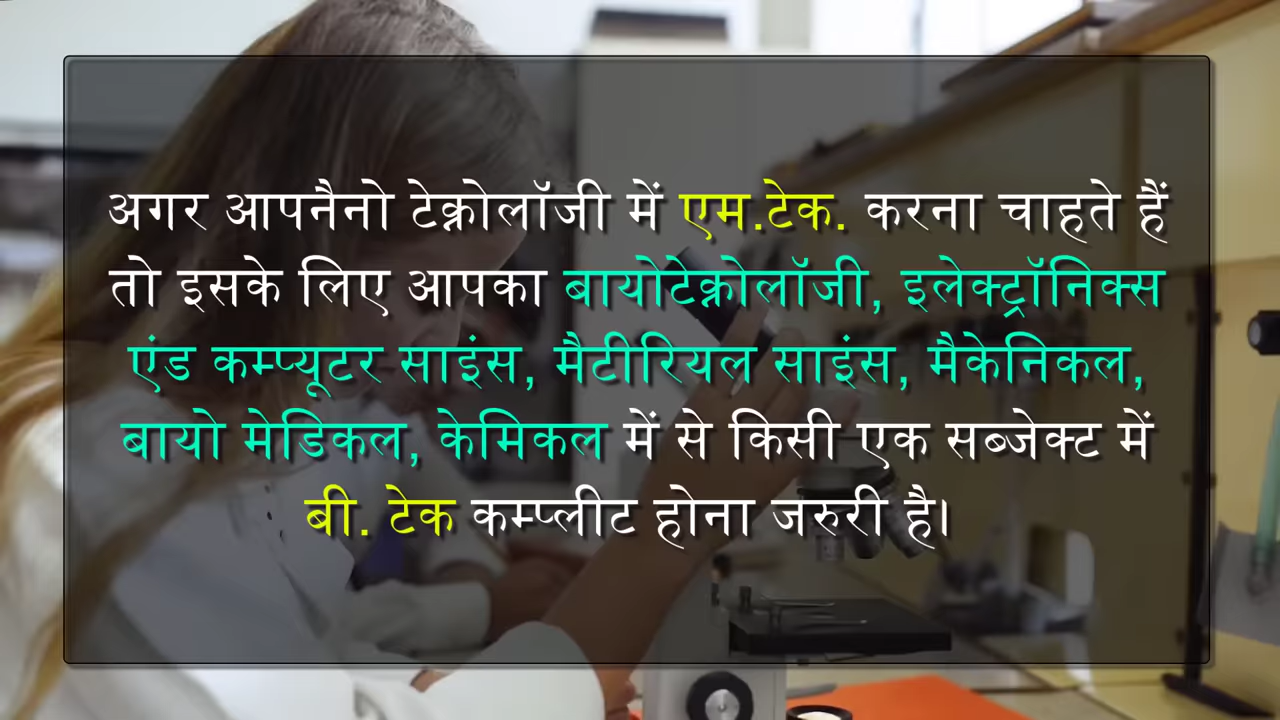 अगर आपनैनो टेक्नोलॉजी में एम.टेक. करना चाहते हैं
तो इसके लिए आपका बायोटेक्नोलॉजी, इलेक्ट्रॉनिक्स
एंड कम्प्यूटर साइंस, मैटीरियल साइंस, मैकेनिकल,
बायो मेडिकल, केमिकल में से किसी एक सब्जेक्ट में
बी. टेक कम्प्लीट होना जरुरी है।